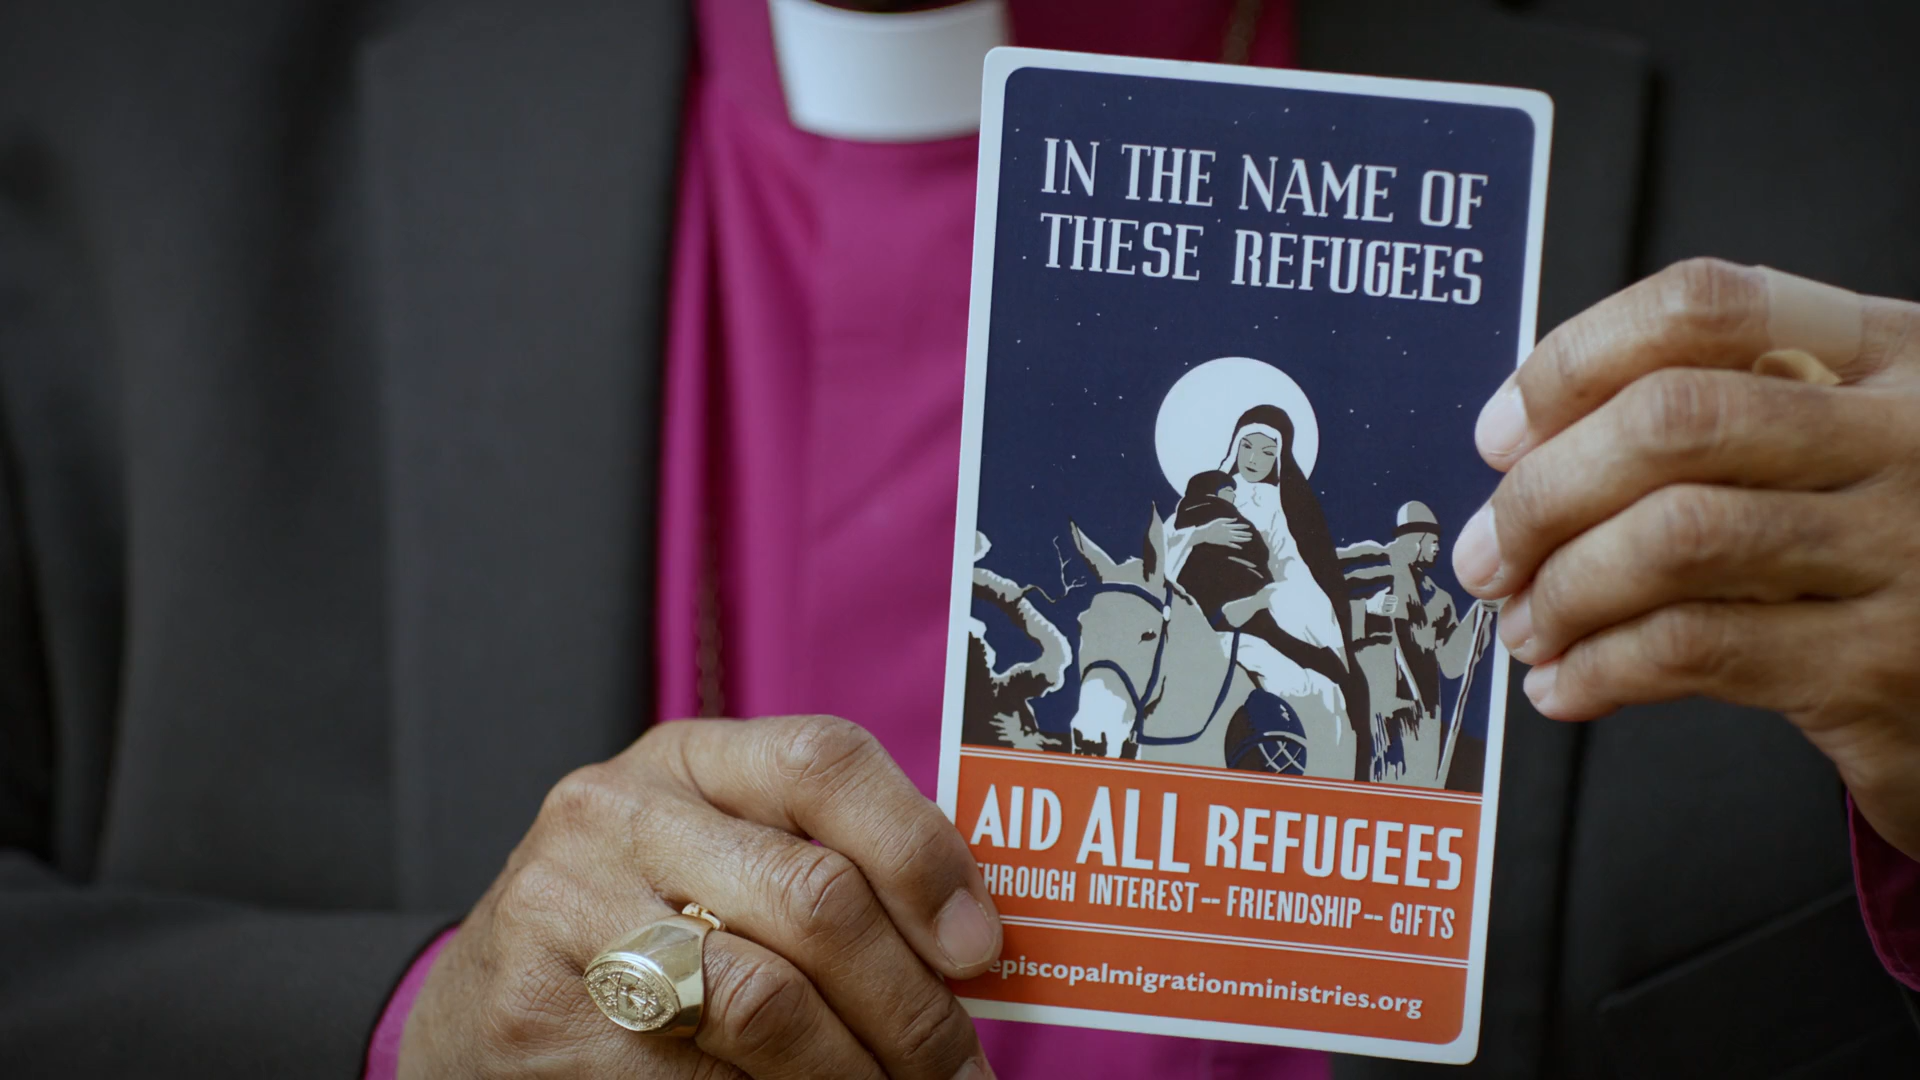 IN THE NAME OF
THESE REFUGEES
AID ALL REFUGEES
THROUGH INTEREST--FRIENDSHIP--GIFTS
episcopalmigrationministries.org